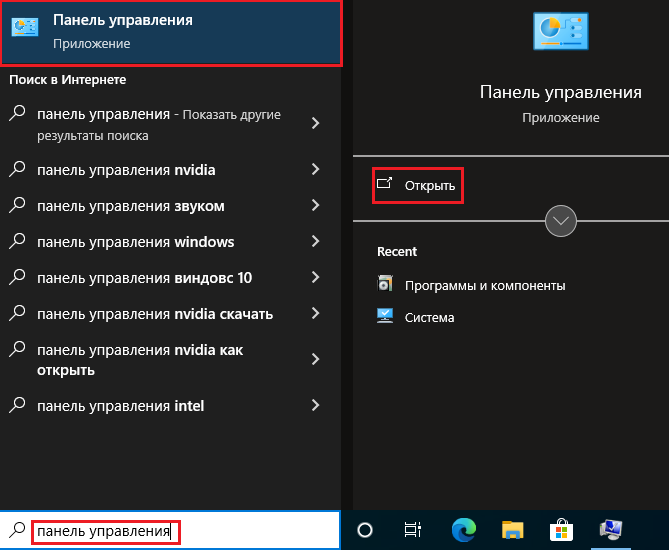 Панель управления
Приложение
Поиск в Интернете
панель управления - Показать другие
результаты поиска
панель управления nvidia
панель управления звуком
панель управления windows
панель управления виндовс 10
панель управления nvidia скачать
панель управления nvidia как
открыть
панель управления intel
панель управления
Панель управления
Приложение
Открыть
Recent
Программы и компоненты
Система